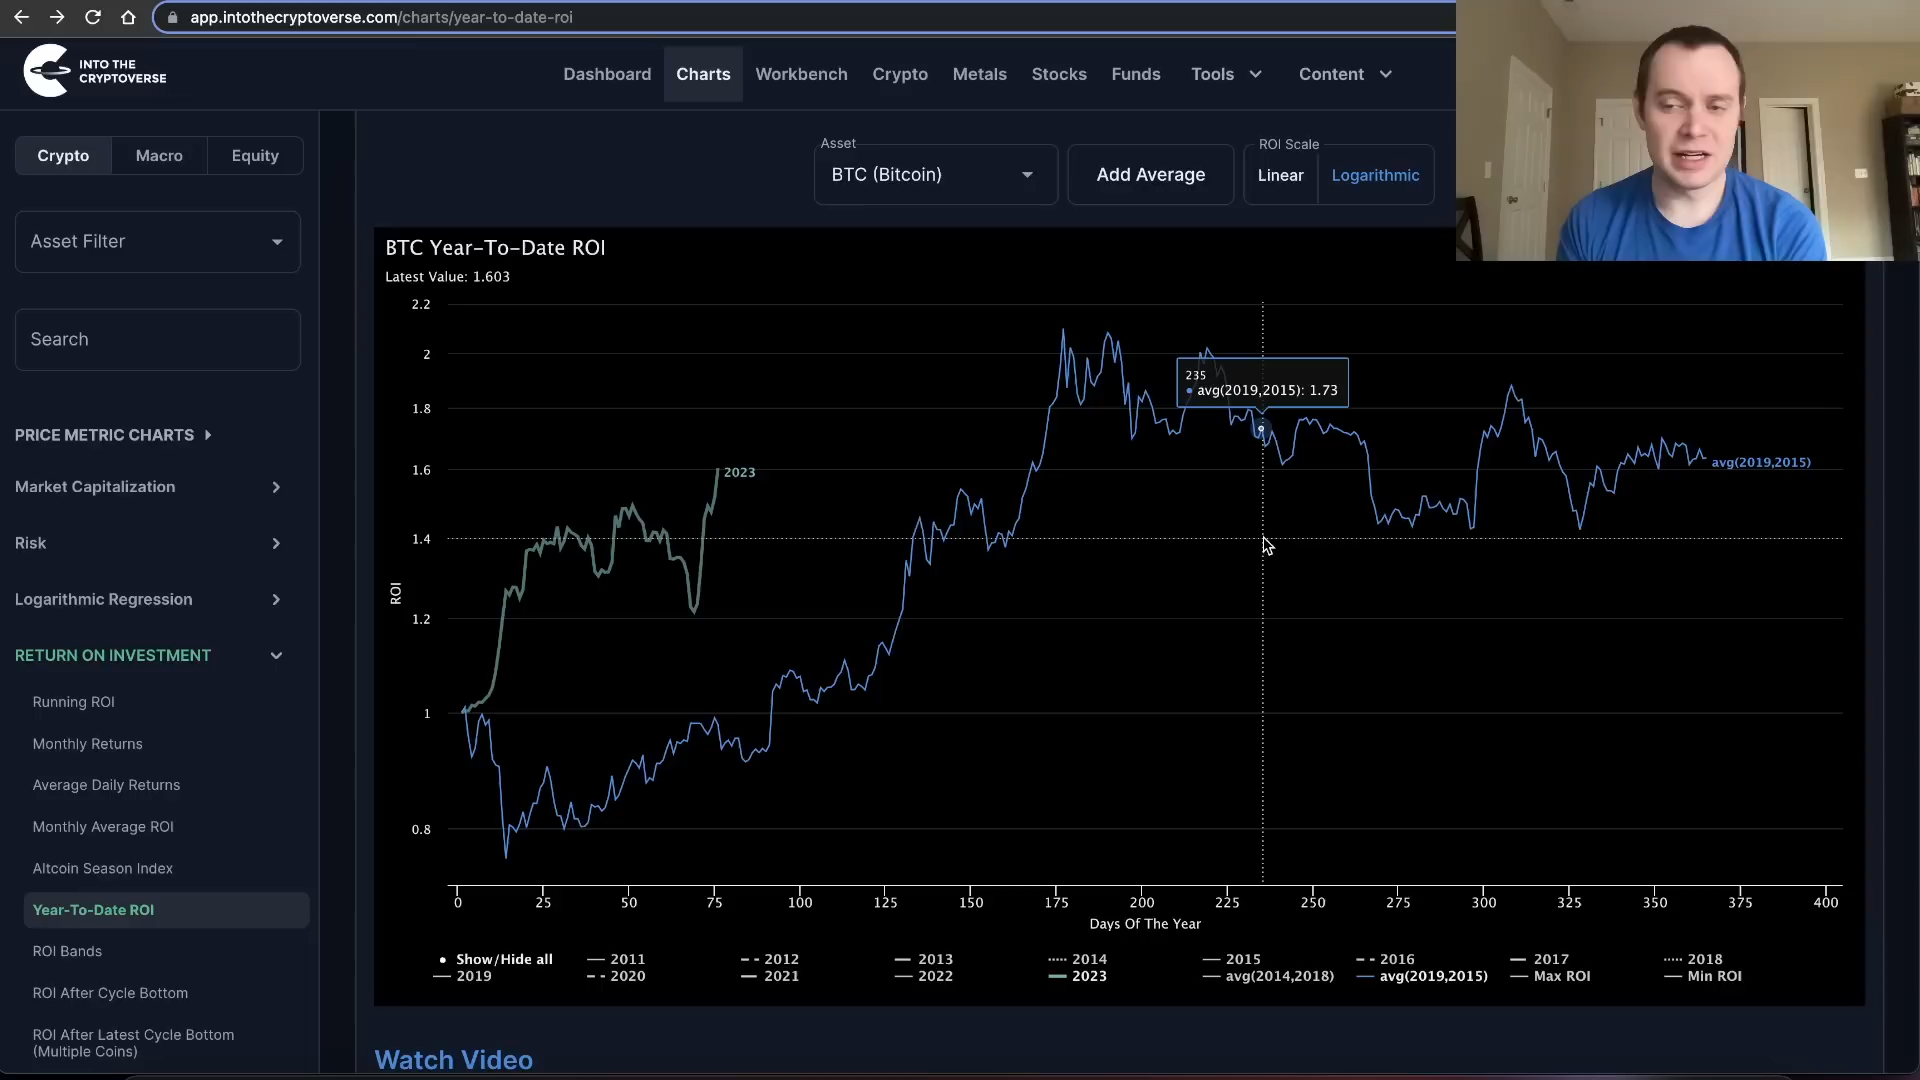 app.intothecryptoverse.com/charts/year-to-date-roi
INTO THE
CRYPTOVERSE
Dashboard
Charts
Workbench
Crypto
Metals
Stocks
Funds
Tools
Content
Crypto
Macro
Equity
Asset Filter
Search
PRICE METRIC CHARTS
Market Capitalization
Risk
Logarithmic Regression
RETURN ON INVESTMENT
Running ROI
Monthly Returns
Average Daily Returns
Monthly Average ROI
Altcoin Season Index
Year-To-Date ROI
ROI Bands
ROI After Cycle Bottom
ROI After Latest Cycle Bottom
(Multiple Coins)
Asset
BTC (Bitcoin)
Add Average
ROI Scale
Linear
Logarithmic
BTC Year-To-Date ROI
Latest Value: 1.603
2.2
2
1.8
1.6
1.4
1.2
1
0.8
ROI
2023
235
avg(2019,2015): 1.73
avg(2019,2015)
0 25 50 75 100 125 150 175 200 225 250 275 300 325 350 375 400
Days Of The Year
Show/Hide all 2011 2012 2013 2014 2015 2016 2017 2018
2019 2020 2021 2022 2023 avg(2014,2018) avg(2019,2015) Max ROI Min ROI
Watch Video